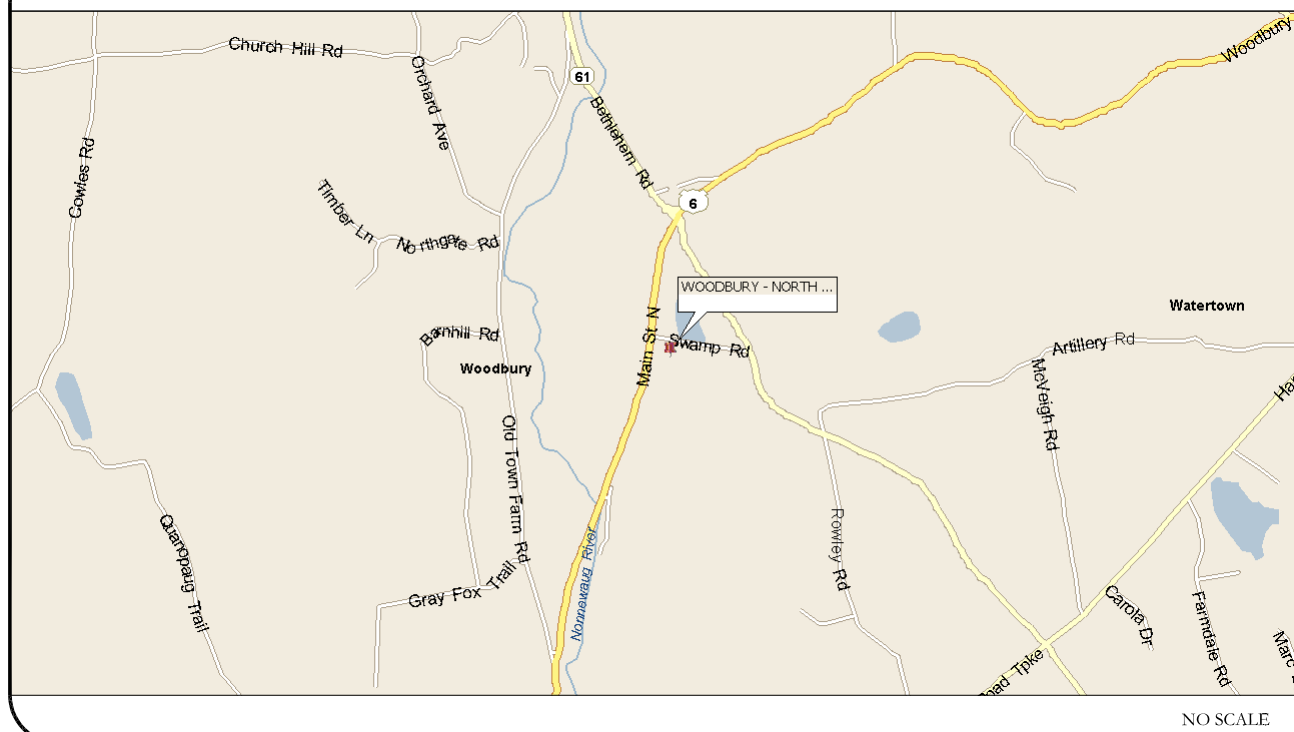 Church Hill Rd
Orchard Ave
61
Bethlehem Rd
Woodbury
Cowles Rd
Timber Ln
Northgate Rd
6
WOODBURY - NORTH ...
Main St N
Swamp Rd
Watertown
Artillery Rd
Barnhill Rd
Woodbury
McVeigh Rd
Old Town Farm Rd
Quanopaug Trail
Gray Fox Trail
Nonnewaug River
Rowley Rd
Carola Dr
Farmdale Rd
Tpke
NO SCALE